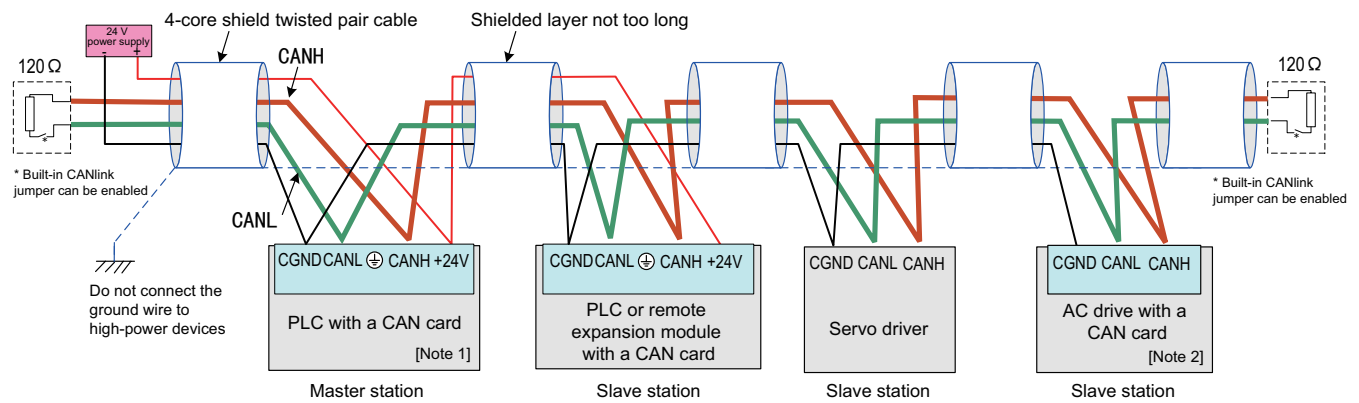 4-core shield twisted pair cable
Shielded layer not too long
24 V
power supply
- +
CANH
120 Ω
120 Ω
*
*
* Built-in CANlink
jumper can be enabled
* Built-in CANlink
jumper can be enabled
CANL
CGND CANL CANH +24V
CGND CANL CANH +24V
CGND CANL CANH
CGND CANL CANH
Do not connect the
ground wire to
high-power devices
PLC with a CAN card
[Note 1]
PLC or remote
expansion module
with a CAN card
Servo driver
AC drive with a
CAN card
[Note 2]
Master station
Slave station
Slave station
Slave station